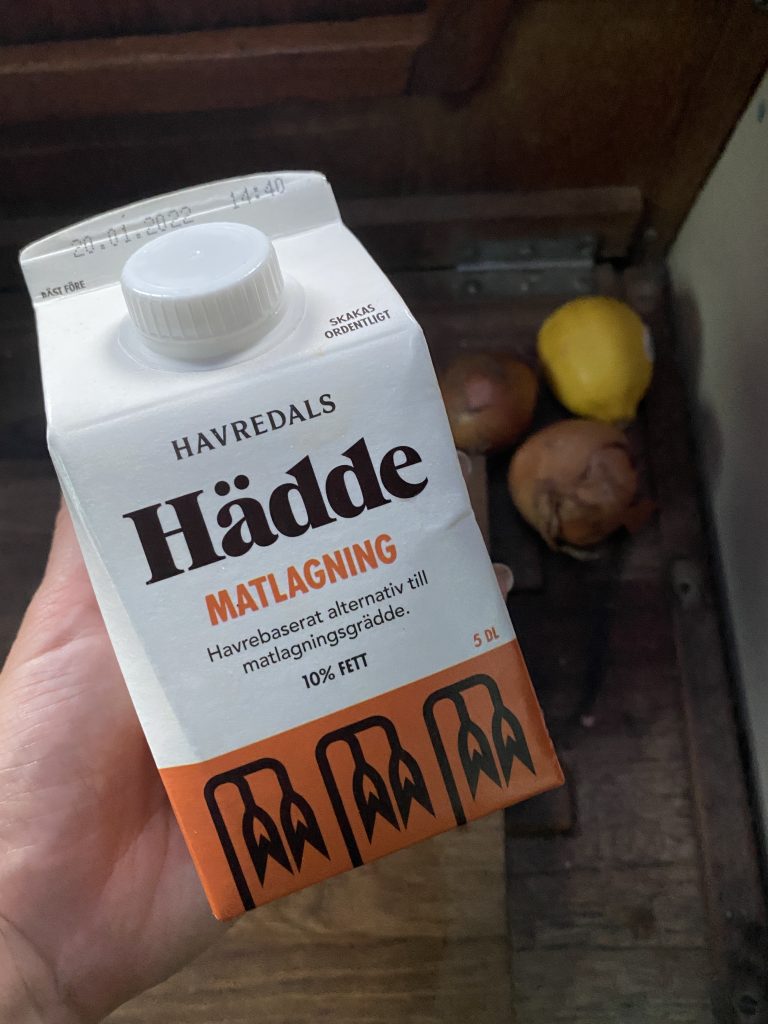 20.01.2022 14:40
BÄST FÖRE
SKAKAS
ORDENTLIGT
HAVREDALS
Hädde
MATLAGNING
Havrebaserat alternativ till
matlagningsgrädde.
10% FETT
5 DL